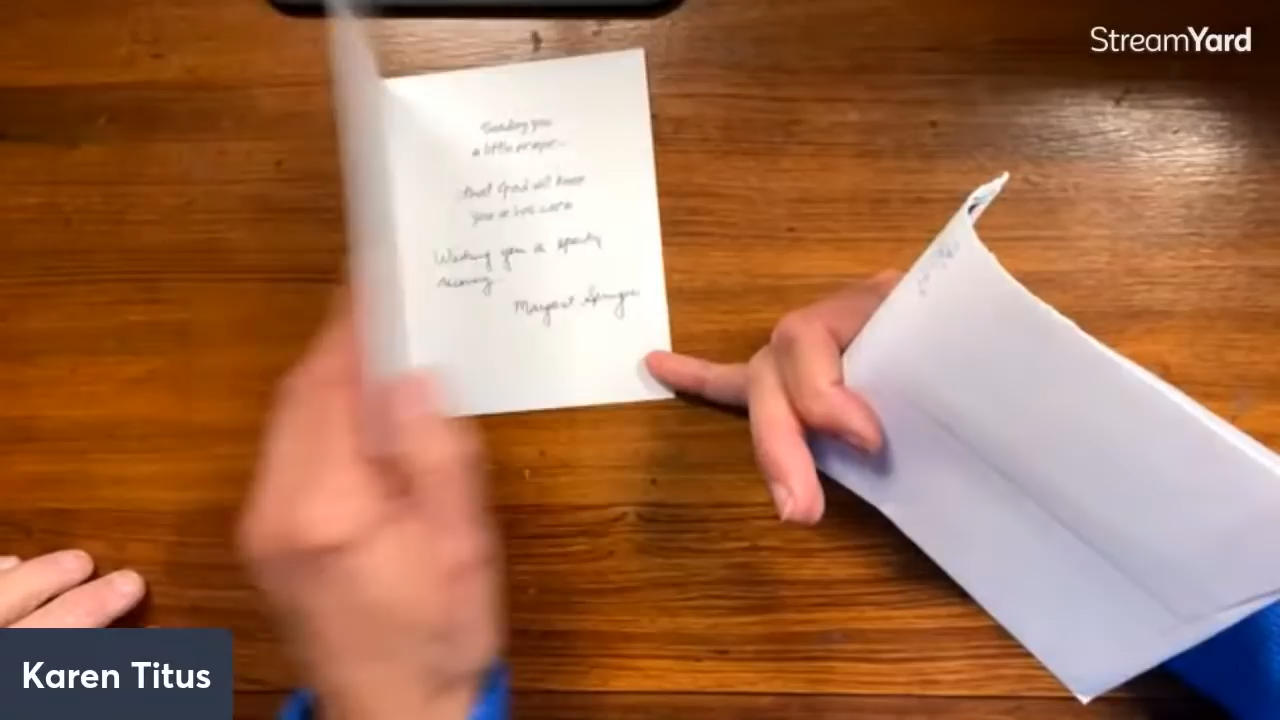 StreamYard
Sending you
a little prayer...
that God will keep
you in his care
Wishing you a speedy
recovery.
Margaret
Karen Titus